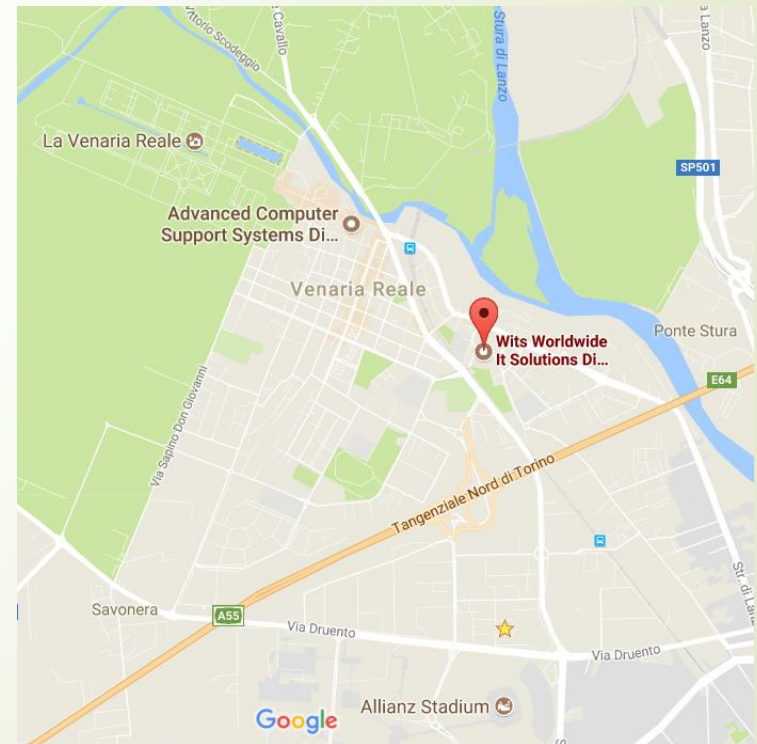 Vittorio Scodeggio
e Cavallo
Stura di Lanzo
La Venaria Reale
SP501
Advanced Computer
Support Systems Di...
Venaria Reale
Wits Worldwide
It Solutions Di...
Ponte Stura
E64
Via Sapino Don Giovanni
Tangenziale Nord di Torino
Savonera
A55
Via Druento
Str. di Lanz
Via Druento
Allianz Stadium
Google